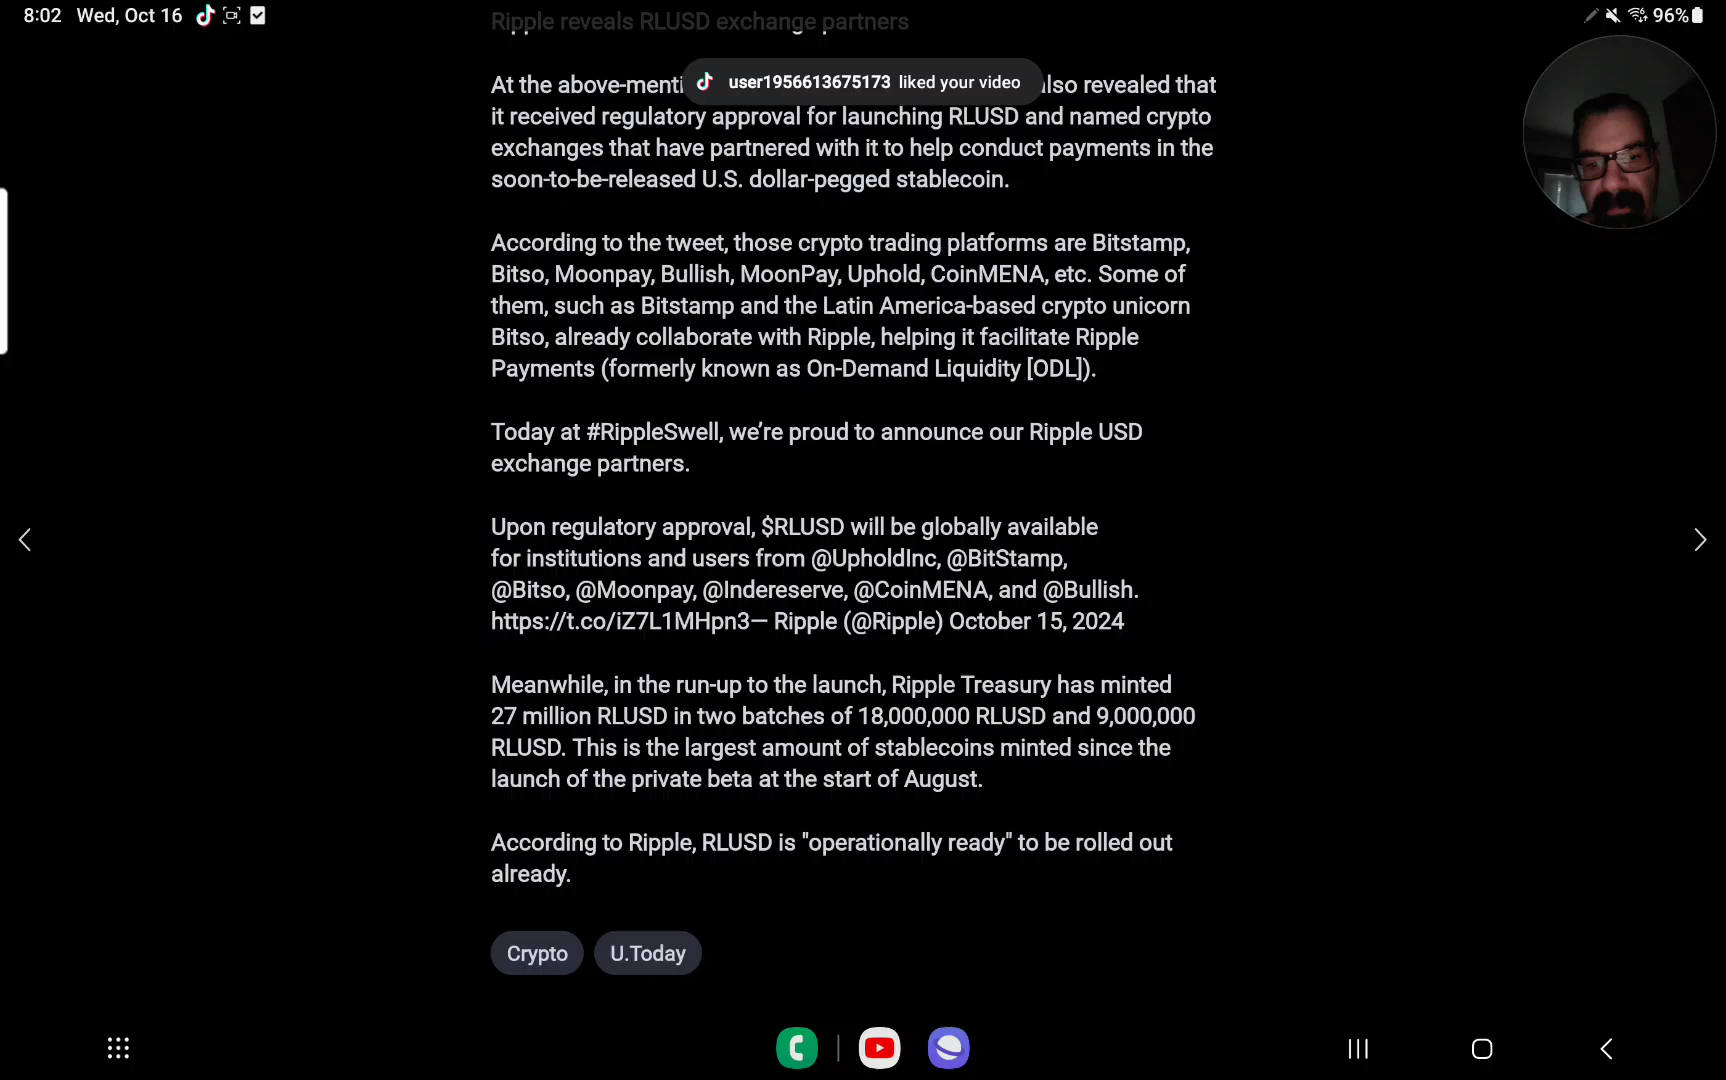 8:02 Wed, Oct 16
96%
Ripple reveals RLUSD exchange partners
user1956613675173 liked your video
At the above-menti lso revealed that
it received regulatory approval for launching RLUSD and named crypto
exchanges that have partnered with it to help conduct payments in the
soon-to-be-released U.S. dollar-pegged stablecoin.
According to the tweet, those crypto trading platforms are Bitstamp,
Bitso, Moonpay, Bullish, MoonPay, Uphold, CoinMENA, etc. Some of
them, such as Bitstamp and the Latin America-based crypto unicorn
Bitso, already collaborate with Ripple, helping it facilitate Ripple
Payments (formerly known as On-Demand Liquidity [ODL]).
Today at #RippleSwell, we’re proud to announce our Ripple USD
exchange partners.
Upon regulatory approval, $RLUSD will be globally available
for institutions and users from @UpholdInc, @BitStamp,
@Bitso, @Moonpay, @Indereserve, @CoinMENA, and @Bullish.
https://t.co/iZ7L1MHpn3— Ripple (@Ripple) October 15, 2024
Meanwhile, in the run-up to the launch, Ripple Treasury has minted
27 million RLUSD in two batches of 18,000,000 RLUSD and 9,000,000
RLUSD. This is the largest amount of stablecoins minted since the
launch of the private beta at the start of August.
According to Ripple, RLUSD is "operationally ready" to be rolled out
already.
Crypto
U.Today